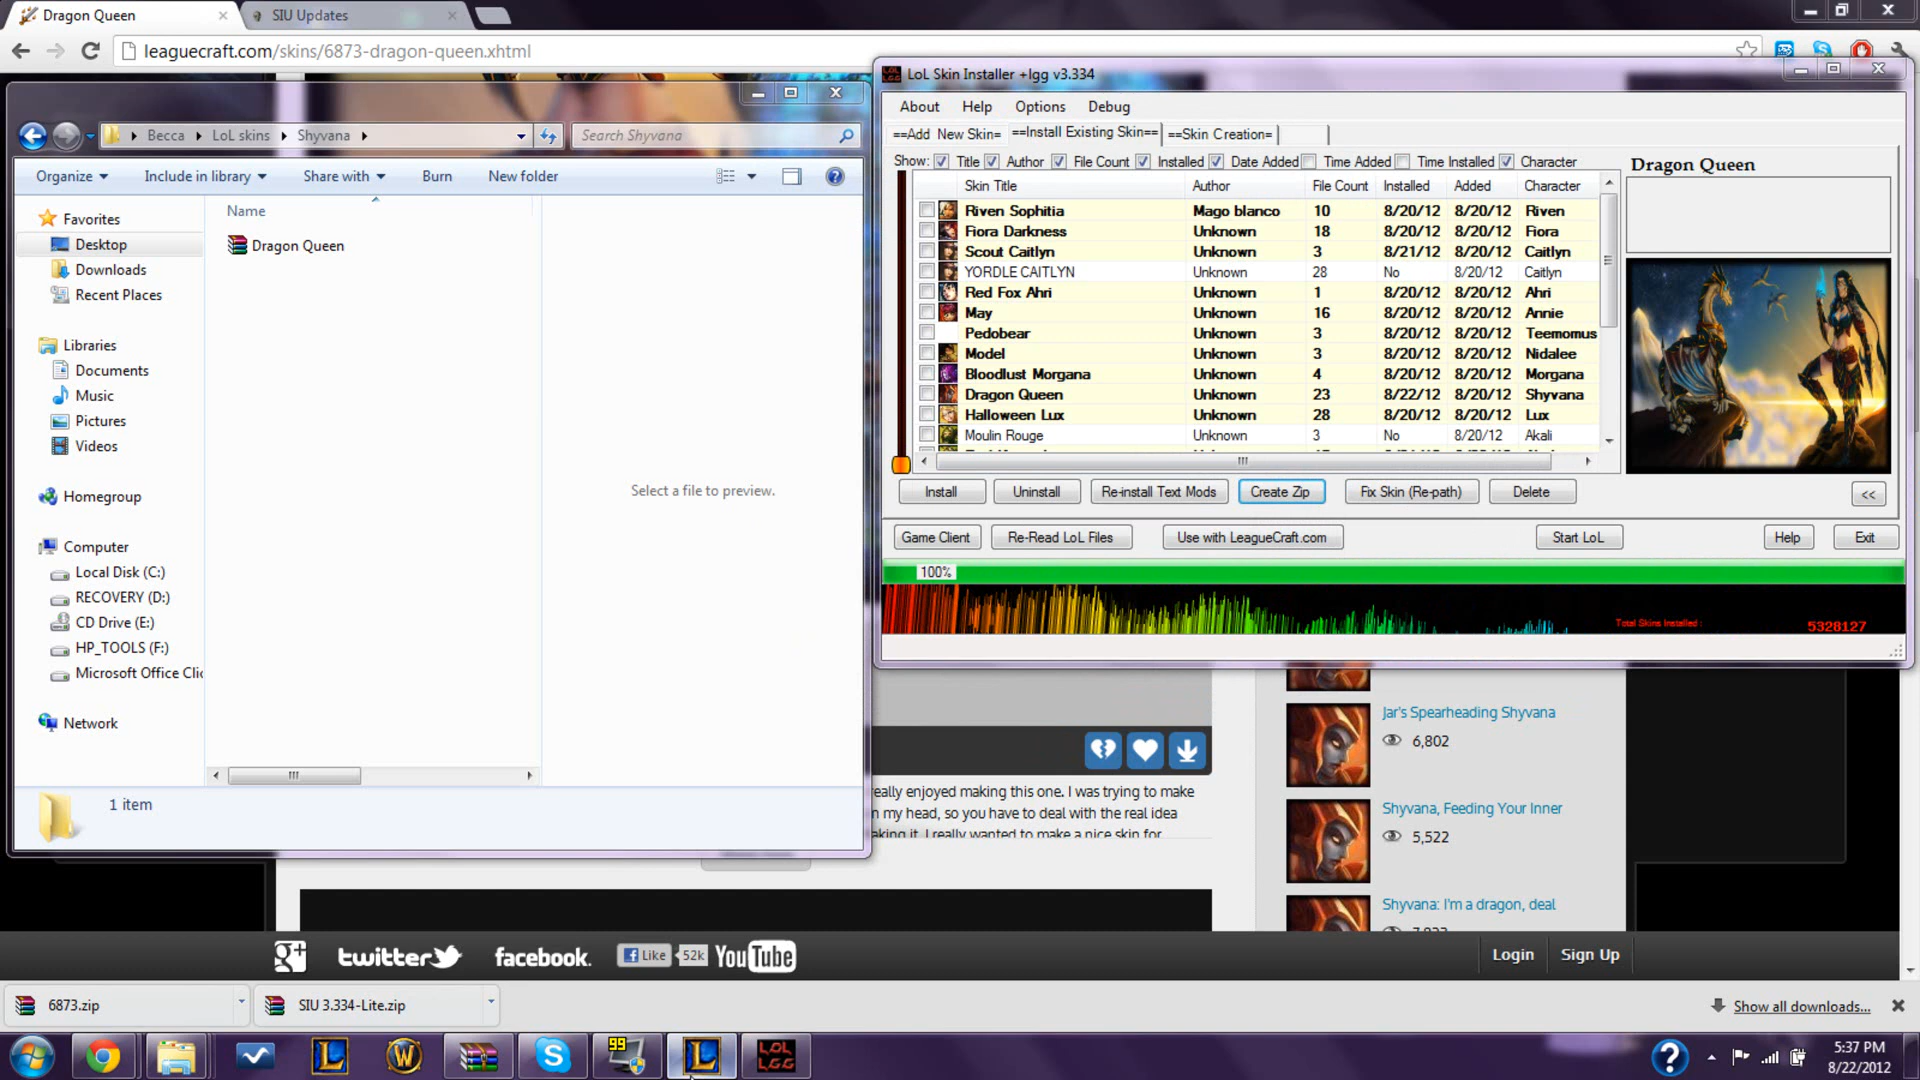 Dragon Queen
SIU Updates
leaguecraft.com/skins/6873-dragon-queen.xhtml
Becca
LoL skins
Shyvana
Search Shyvana
Organize
Include in library
Share with
Burn
New folder
Favorites
Desktop
Downloads
Recent Places
Libraries
Documents
Music
Pictures
Videos
Homegroup
Computer
Local Disk (C:)
RECOVERY (D:)
CD Drive (E:)
HP_TOOLS (F:)
Microsoft Office Clic
Network
Name
Dragon Queen
Select a file to preview.
1 item
LoL Skin Installer +lgg v3.334
About Help Options Debug
==Add New Skin= ==Install Existing Skin== ==Skin Creation=
Show: Title Author File Count Installed Date Added Time Added Time Installed Character
Skin Title Author File Count Installed Added Character
Riven Sophitia Mago blanco 10 8/20/12 8/20/12 Riven
Fiora Darkness Unknown 18 8/20/12 8/20/12 Fiora
Scout Caitlyn Unknown 3 8/21/12 8/20/12 Caitlyn
YORDLE CAITLYN Unknown 28 No 8/20/12 Caitlyn
Red Fox Ahri Unknown 1 8/20/12 8/20/12 Ahri
May Unknown 16 8/20/12 8/20/12 Annie
Pedobear Unknown 3 8/20/12 8/20/12 Teemomus
Model Unknown 3 8/20/12 8/20/12 Nidalee
Bloodlust Morgana Unknown 4 8/20/12 8/20/12 Morgana
Dragon Queen Unknown 23 8/22/12 8/20/12 Shyvana
Halloween Lux Unknown 28 8/20/12 8/20/12 Lux
Moulin Rouge Unknown 3 No 8/20/12 Akali
Dragon Queen
Install Uninstall Re-install Text Mods Create Zip Fix Skin (Re-path) Delete <<
Game Client Re-Read LoL Files Use with LeagueCraft.com Start LoL Help Exit
100%
Total Skins Installed : 5328127
eally enjoyed making this one. I was trying to make
n my head, so you have to deal with the real idea
aking it. I really wanted to make a nice skin for
Jar's Spearheading Shyvana
6,802
Shyvana, Feeding Your Inner
5,522
Shyvana: I'm a dragon, deal
g+ twitter facebook. f Like 52k YouTube
Login Sign Up
6873.zip
SIU 3.334-Lite.zip
Show all downloads...
99
LOL
LGG
5:37 PM
8/22/2012